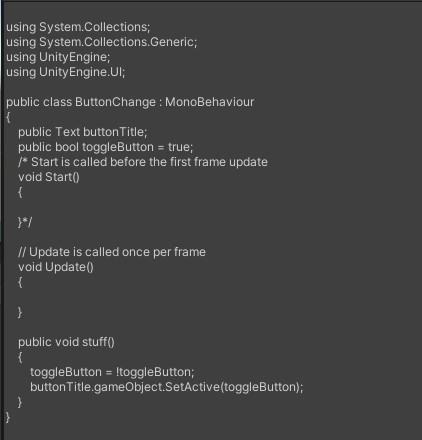 using System.Collections;
using System.Collections.Generic;
using UnityEngine;
using UnityEngine.UI;
public class ButtonChange : MonoBehaviour
{
public Text buttonTitle;
public bool toggleButton = true;
/* Start is called before the first frame update
void Start()
{
}*/
// Update is called once per frame
void Update()
{
}
public void stuff()
{
toggleButton = !toggleButton;
buttonTitle.gameObject.SetActive(toggleButton);
}
}